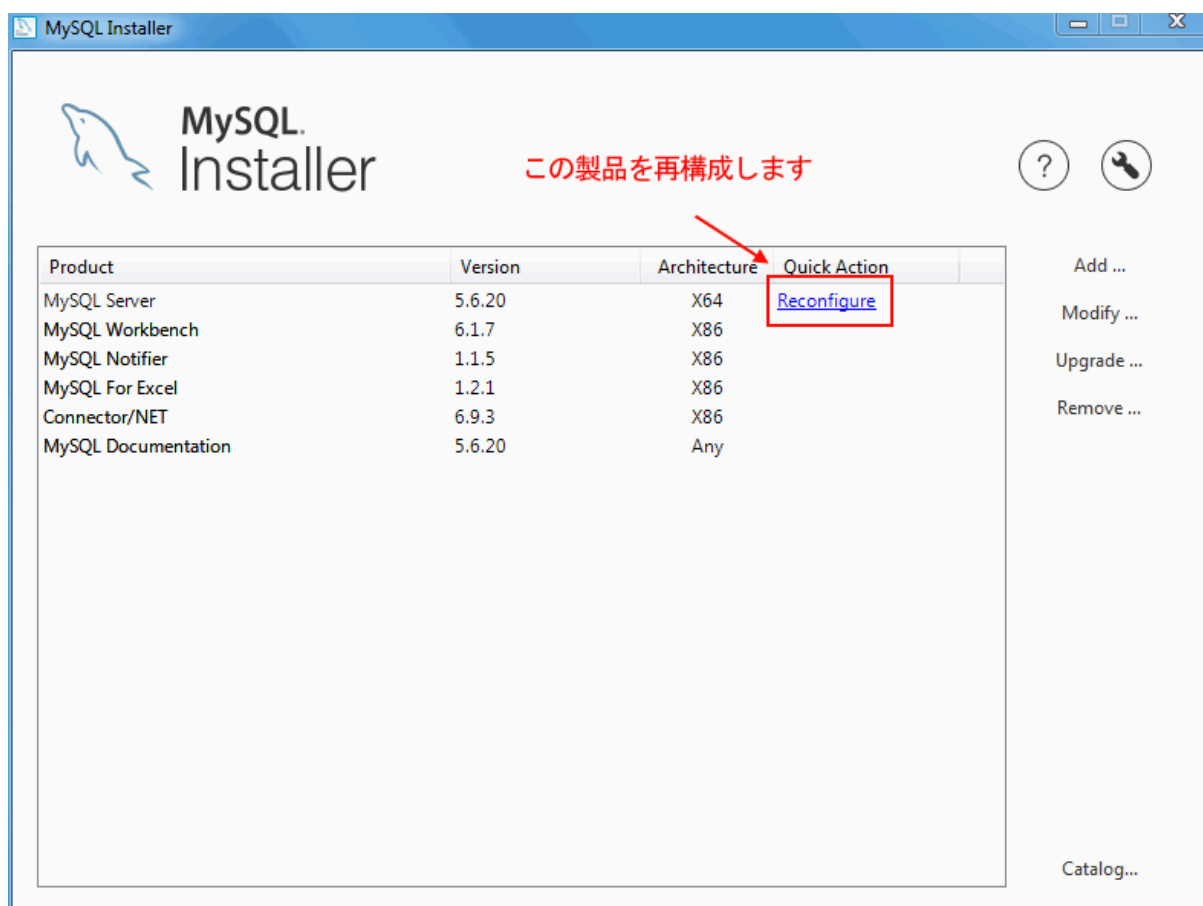 MySQL Installer
MySQL.
Installer
この製品を再構成します
?
Product Version Architecture Quick Action
MySQL Server 5.6.20 X64 Reconfigure
MySQL Workbench 6.1.7 X86
MySQL Notifier 1.1.5 X86
MySQL For Excel 1.2.1 X86
Connector/NET 6.9.3 X86
MySQL Documentation 5.6.20 Any
Add ...
Modify ...
Upgrade ...
Remove ...
Catalog...